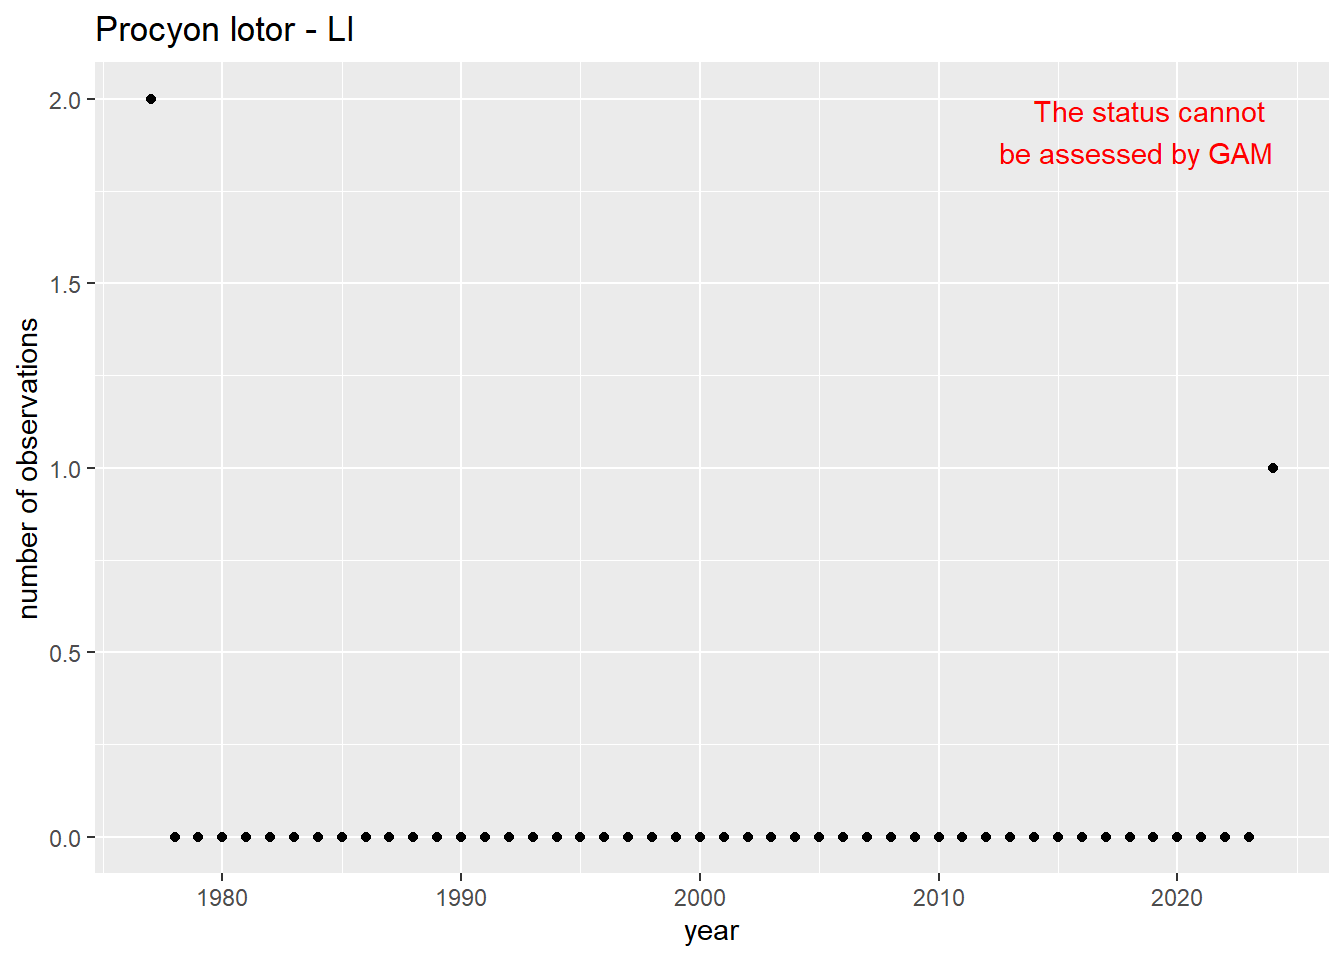 Procyon lotor - LI
The status cannot
be assessed by GAM
2.0
1.5
1.0
0.5
0.0
number of observations
1980
1990
2000
2010
2020
year